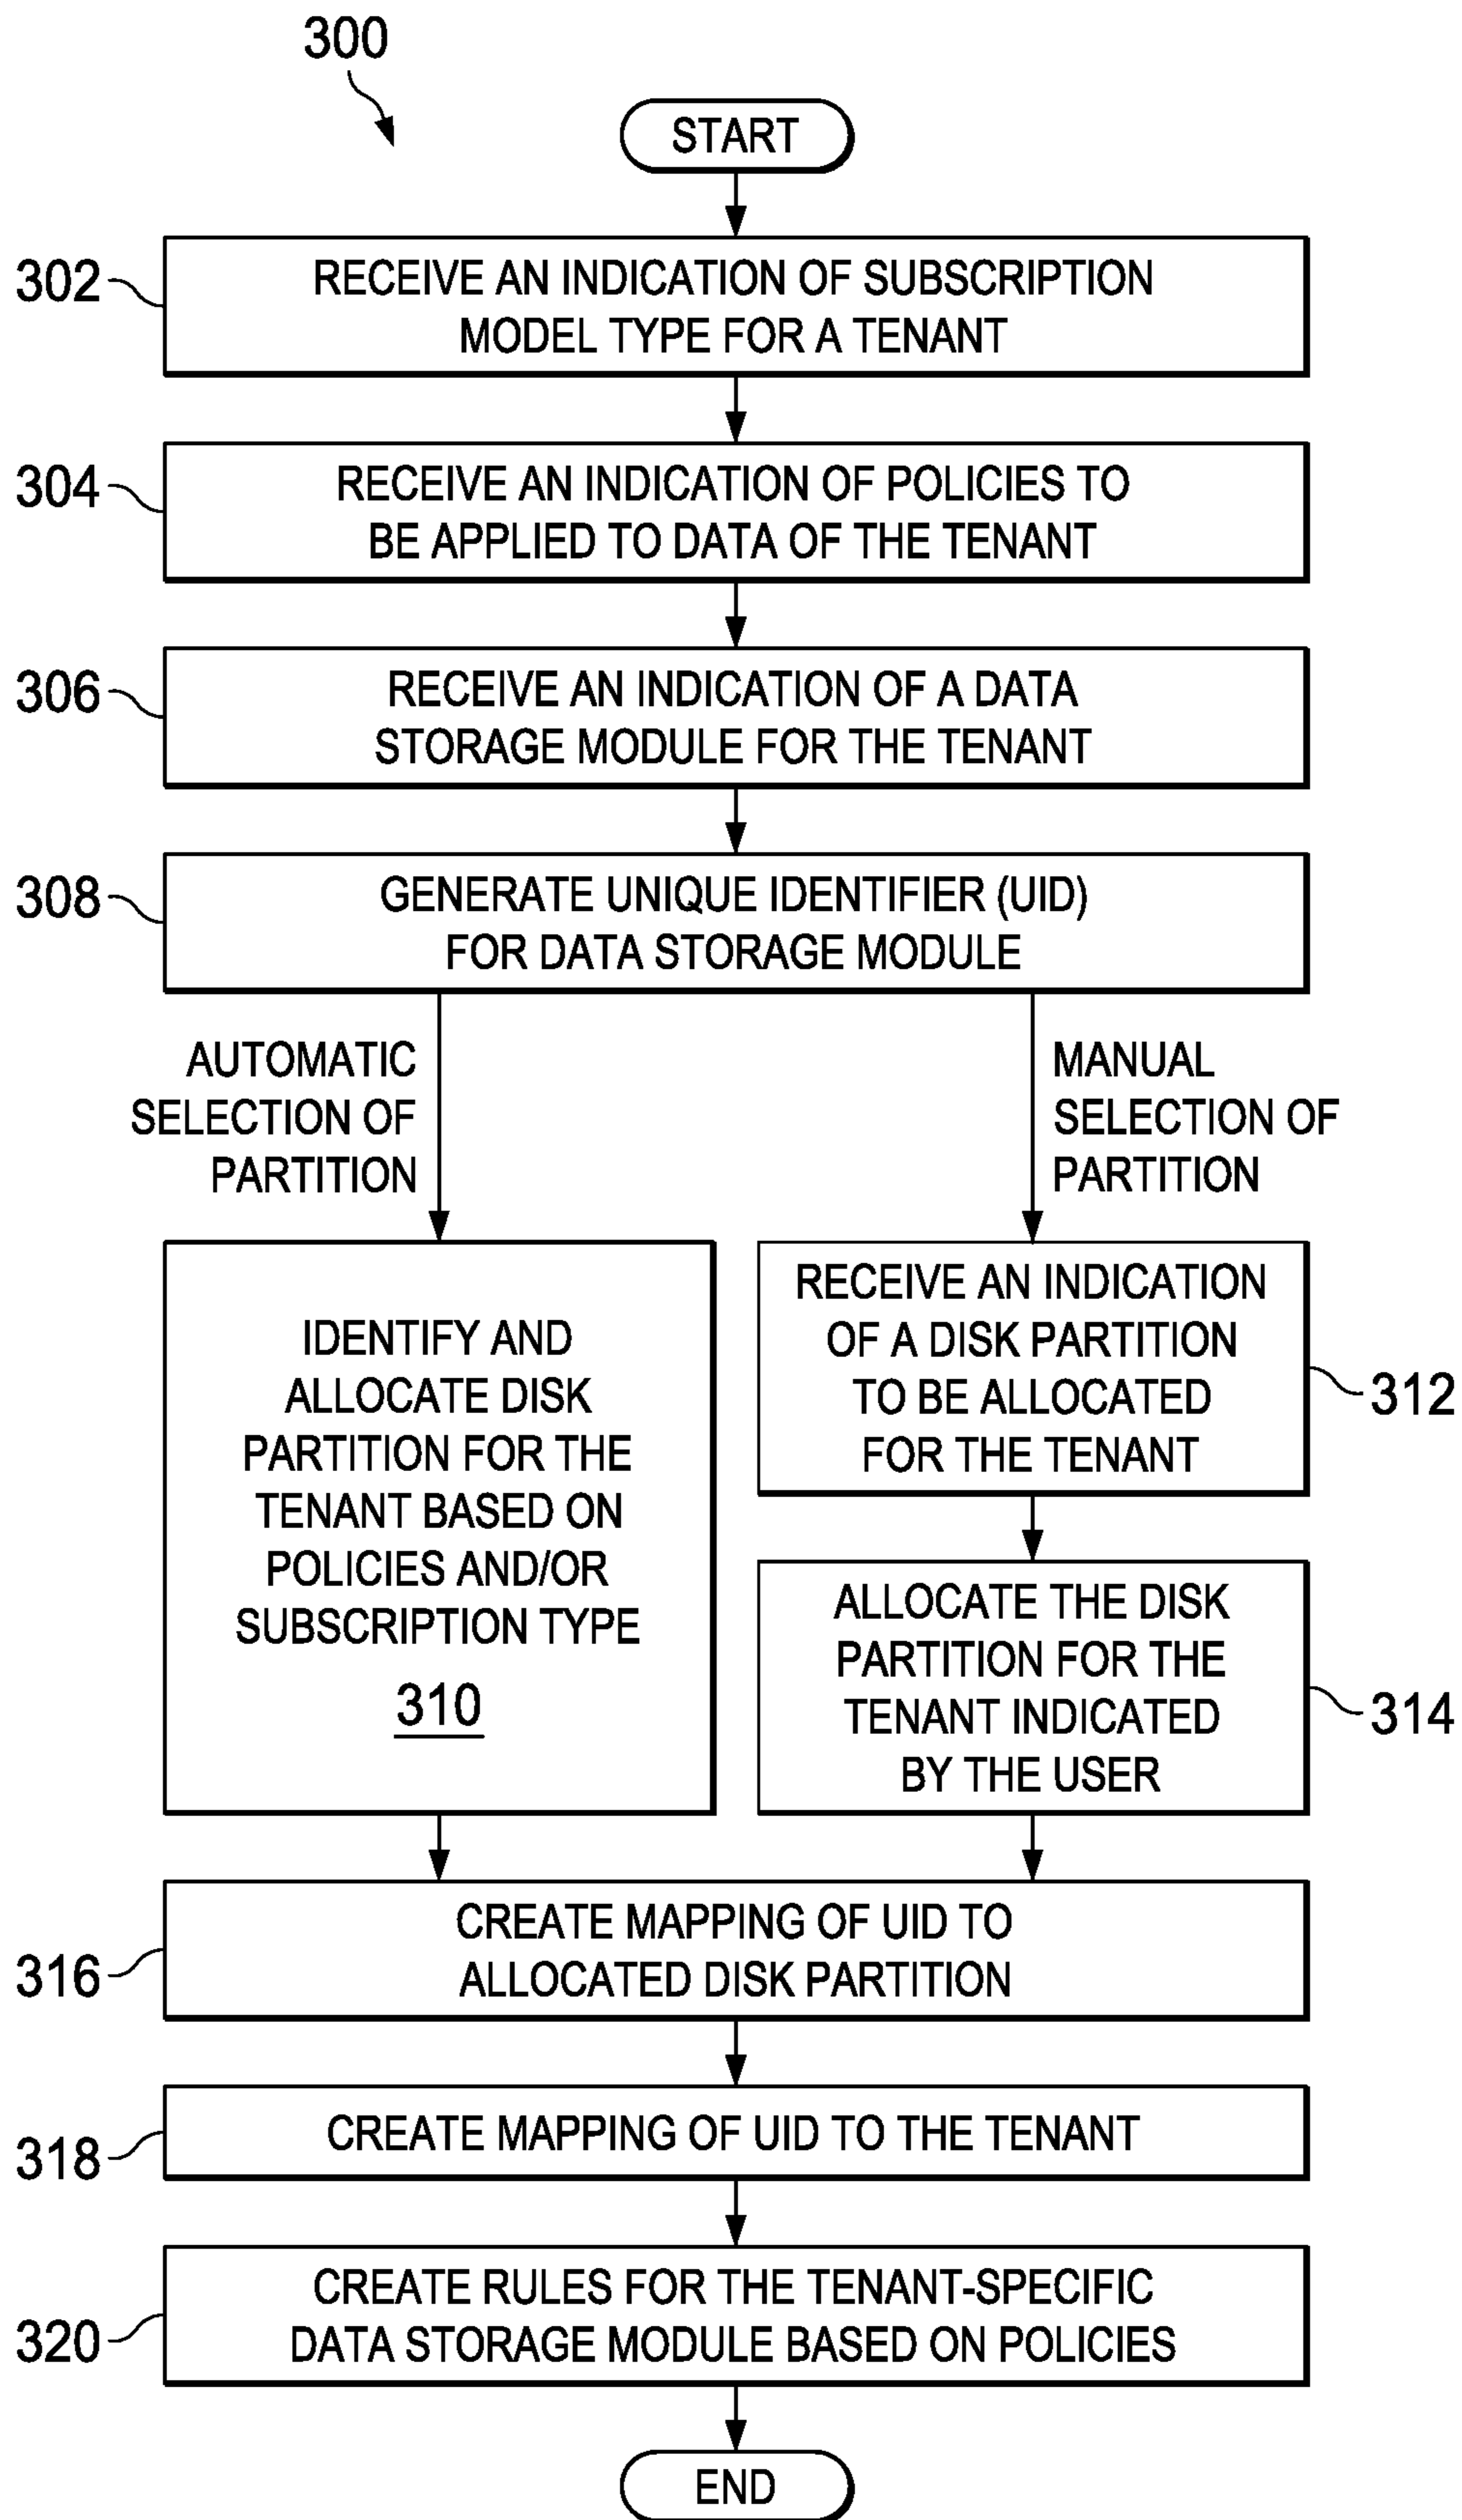 300
START
302
RECEIVE AN INDICATION OF SUBSCRIPTION
MODEL TYPE FOR A TENANT
304
RECEIVE AN INDICATION OF POLICIES TO
BE APPLIED TO DATA OF THE TENANT
306
RECEIVE AN INDICATION OF A DATA
STORAGE MODULE FOR THE TENANT
308
GENERATE UNIQUE IDENTIFIER (UID)
FOR DATA STORAGE MODULE
AUTOMATIC
SELECTION OF
PARTITION
MANUAL
SELECTION OF
PARTITION
IDENTIFY AND
ALLOCATE DISK
PARTITION FOR THE
TENANT BASED ON
POLICIES AND/OR
SUBSCRIPTION TYPE
310
RECEIVE AN INDICATION
OF A DISK PARTITION
TO BE ALLOCATED
FOR THE TENANT
312
ALLOCATE THE DISK
PARTITION FOR THE
TENANT INDICATED
BY THE USER
314
316
CREATE MAPPING OF UID TO
ALLOCATED DISK PARTITION
318
CREATE MAPPING OF UID TO THE TENANT
320
CREATE RULES FOR THE TENANT-SPECIFIC
DATA STORAGE MODULE BASED ON POLICIES
END